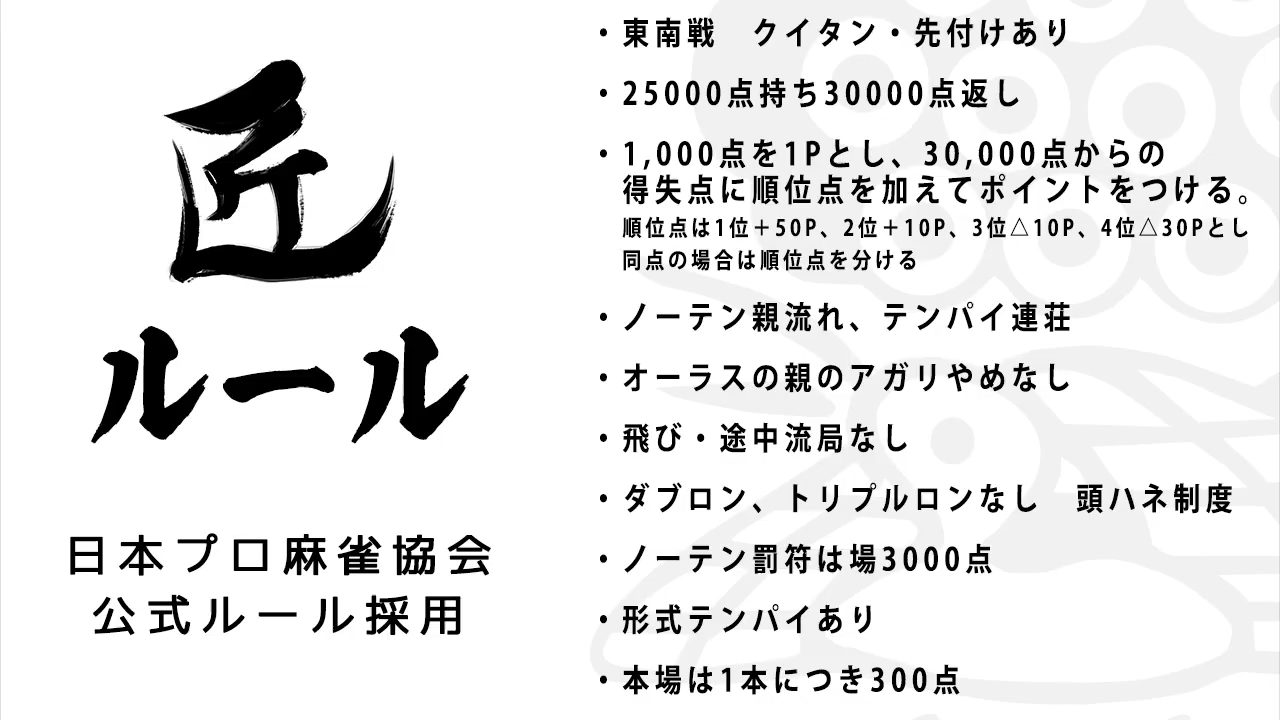 匠
ルール
日本プロ麻雀協会
公式ルール採用
・東南戦　クイタン・先付けあり
・25000点持ち30000点返し
・1,000点を1Pとし、30,000点からの
得失点に順位点を加えてポイントをつける。
順位点は1位＋50P、2位＋10P、3位△10P、4位△30Pとし
同点の場合は順位点を分ける
・ノーテン親流れ、テンパイ連荘
・オーラスの親のアガリやめなし
・飛び・途中流局なし
・ダブロン、トリプルロンなし　頭ハネ制度
・ノーテン罰符は場3000点
・形式テンパイあり
・本場は1本につき300点